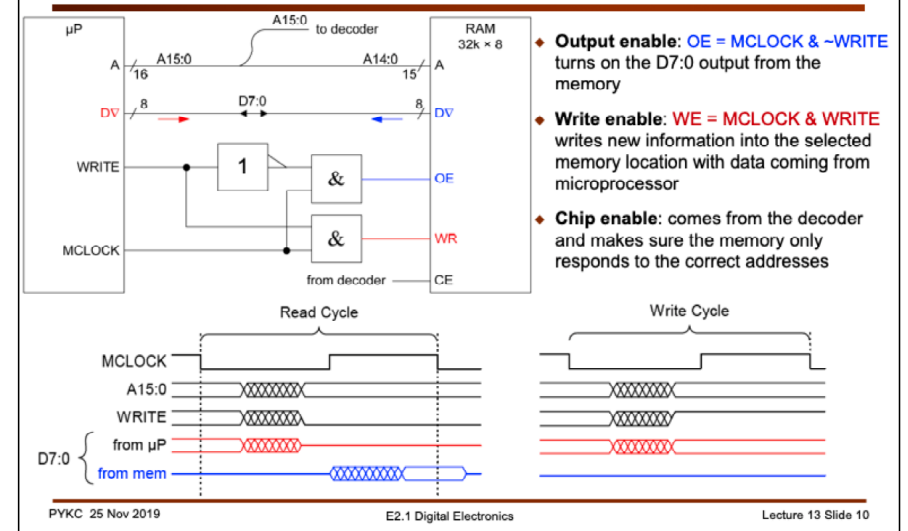 µP
A15:0
to decoder
RAM
32k × 8
A
16
A15:0
A14:0
15
A
D∇
8
D7:0
8
D∇
WRITE
1
&
OE
MCLOCK
&
WR
from decoder
CE
Output enable: OE = MCLOCK & ~WRITE
turns on the D7:0 output from the
memory
Write enable: WE = MCLOCK & WRITE
writes new information into the selected
memory location with data coming from
microprocessor
Chip enable: comes from the decoder
and makes sure the memory only
responds to the correct addresses
Read Cycle
Write Cycle
MCLOCK
A15:0
WRITE
D7:0
from µP
from mem
PYKC 25 Nov 2019
E2.1 Digital Electronics
Lecture 13 Slide 10